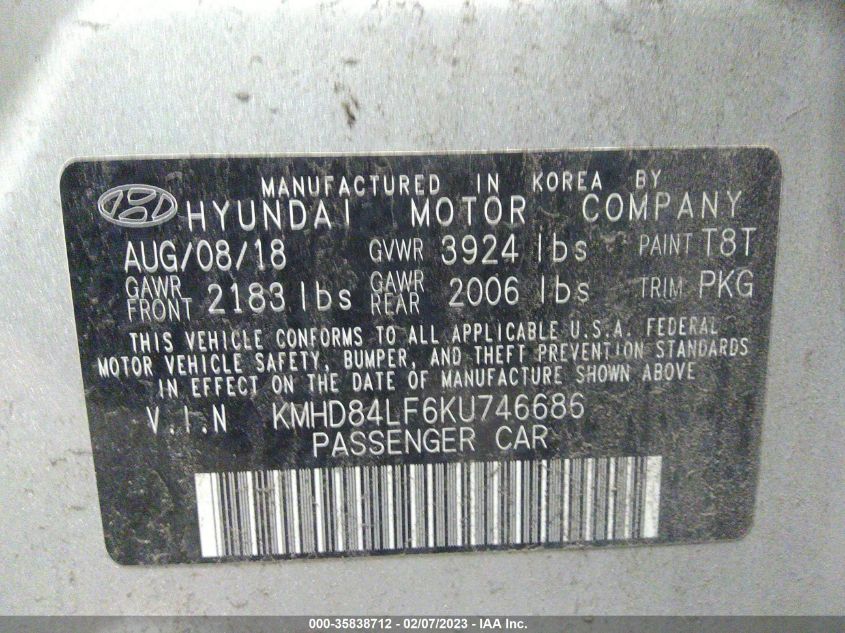 MANUFACTURED IN KOREA BY
HYUNDAI MOTOR COMPANY
AUG/08/18 GVWR 3924 lbs PAINT T8T
GAWR FRONT 2183 lbs GAWR REAR 2006 lbs TRIM PKG
THIS VEHICLE CONFORMS TO ALL APPLICABLE U.S.A. FEDERAL
MOTOR VEHICLE SAFETY, BUMPER, AND THEFT PREVENTION STANDARDS
IN EFFECT ON THE DATE OF MANUFACTURE SHOWN ABOVE
V.I.N KMHD84LF6KU746686
PASSENGER CAR
000-35838712 - 02/07/2023 - IAA Inc.